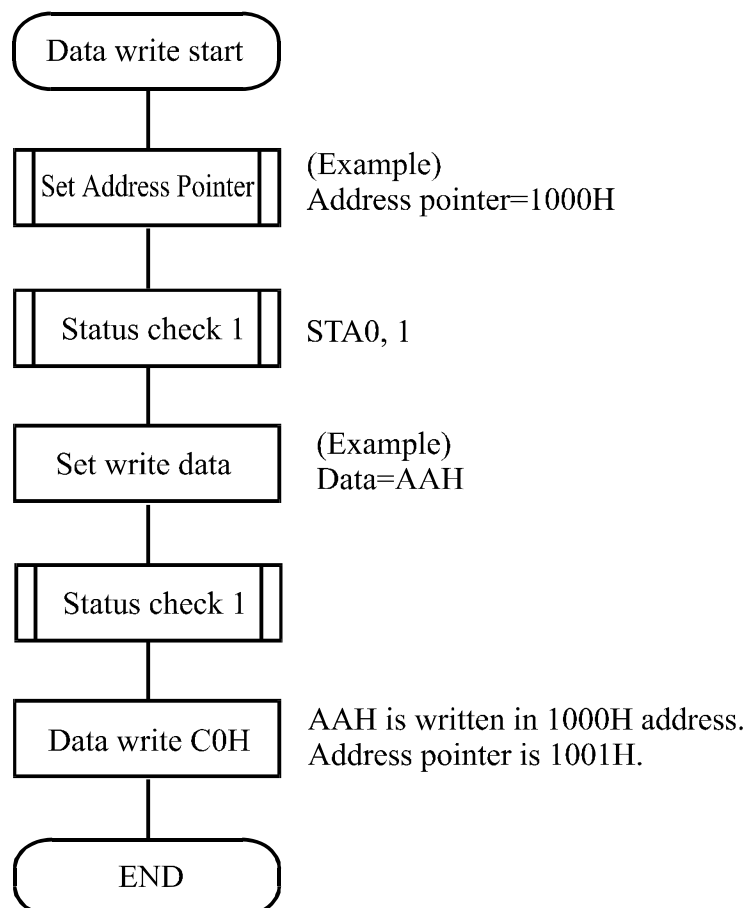 Data write start
Set Address Pointer
(Example)
Address pointer=1000H
Status check 1
STA0, 1
Set write data
(Example)
Data=AAH
Status check 1
Data write C0H
AAH is written in 1000H address.
Address pointer is 1001H.
END